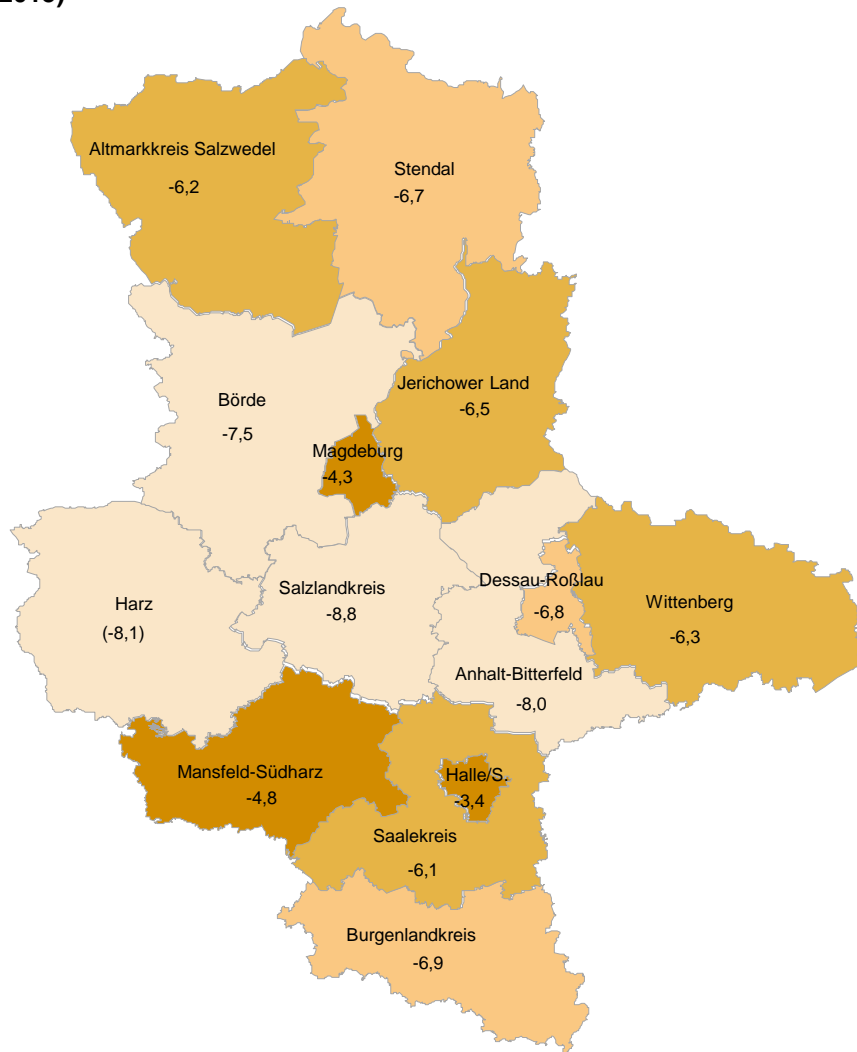 Altmarkkreis Salzwedel
-6,2
Stendal
-6,7
Jerichower Land
-6,5
Börde
-7,5
Magdeburg
-4,3
Dessau-Roßlau
-6,8
Salzlandkreis
-8,8
Harz
(-8,1)
Wittenberg
-6,3
Anhalt-Bitterfeld
-8,0
Mansfeld-Südharz
-4,8
Halle/S.
-3,4
Saalekreis
-6,1
Burgenlandkreis
-6,9